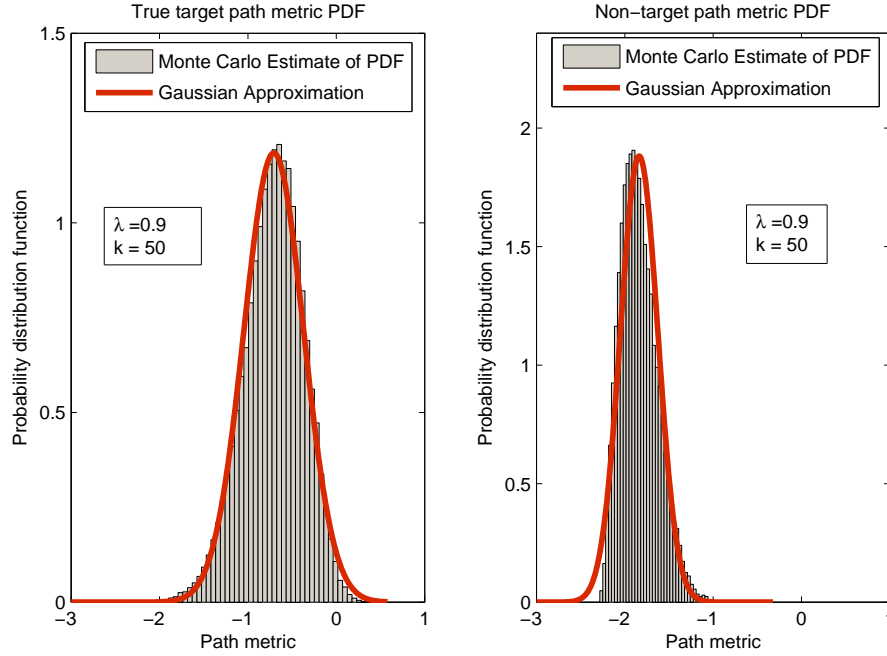 True target path metric PDF
Monte Carlo Estimate of PDF
Gaussian Approximation
λ =0.9
k = 50
Probability distribution function
1.5
1
0.5
0
−3
−2
−1
0
1
Path metric
Non−target path metric PDF
Monte Carlo Estimate of PDF
Gaussian Approximation
λ =0.9
k = 50
Probability distribution function
2
1.5
1
0.5
0
−3
−2
−1
0
1
Path metric